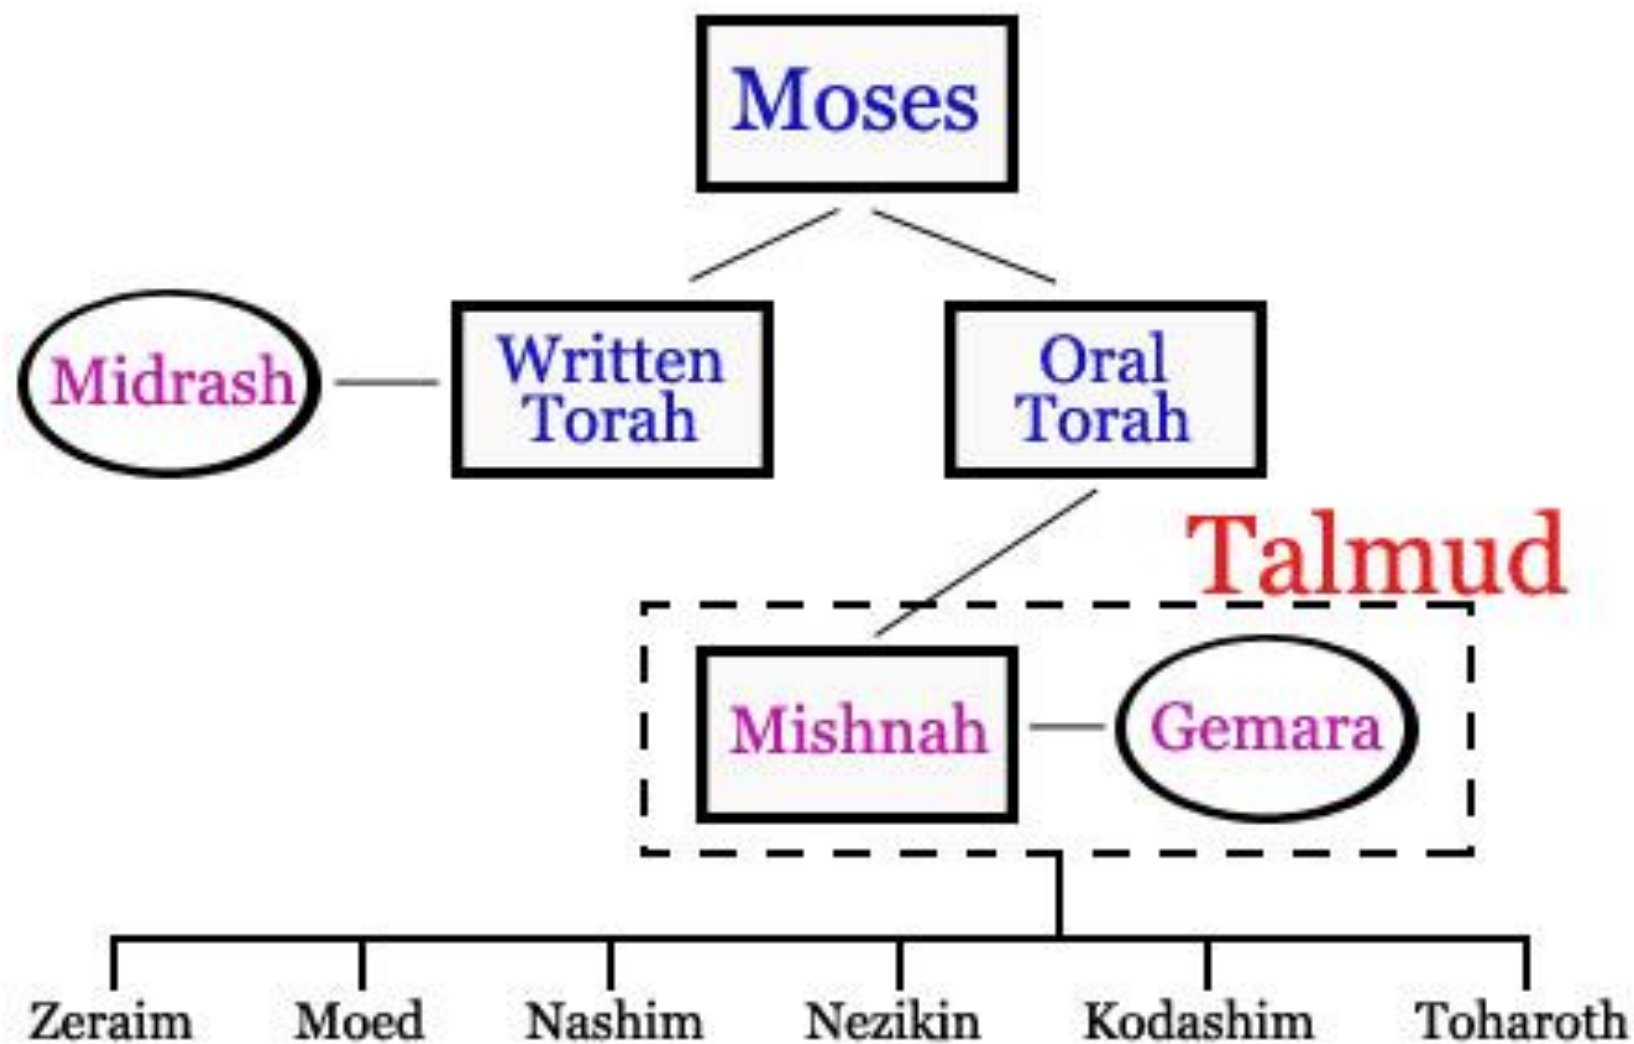 Moses
Midrash
Written
Torah
Oral
Torah
Talmud
Mishnah
Gemara
Zeraim
Moed
Nashim
Nezikin
Kodashim
Toharoth